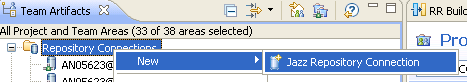 Team Artifacts
RR Buil
All Project and Team Areas (33 of 38 areas selected)
Repository Connections
Pro
AN05623@
New
Jazz Repository Connection
AN05623@